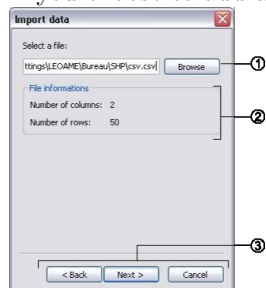 Import data
Select a file:
ttings\LEOAME\Bureau\SHP\csv.csv Browse ①
File informations
Number of columns: 2
②
Number of rows: 50
③
< Back Next > Cancel